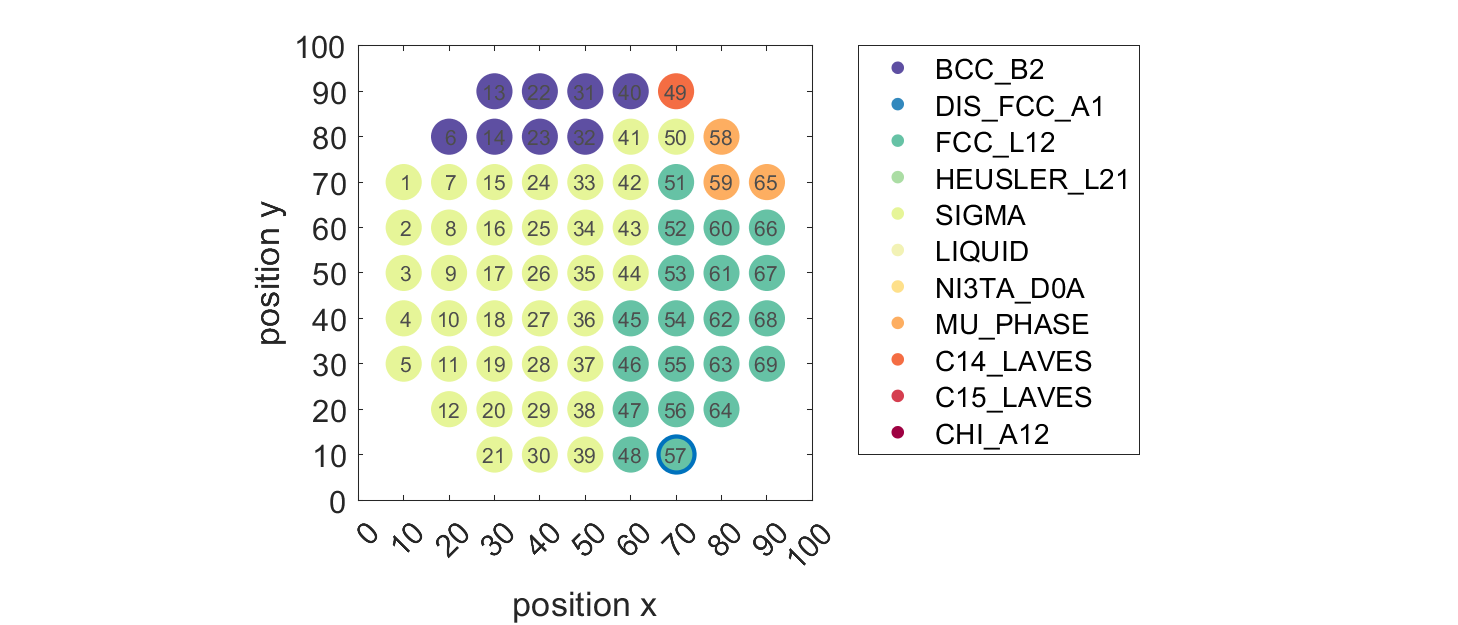 100
90
80
70
60
50
40
30
20
10
0
position y
13 22 31 40 49
6 14 23 32 41 50 58
1 7 15 24 33 42 51 59 65
2 8 16 25 34 43 52 60 66
3 9 17 26 35 44 53 61 67
4 10 18 27 36 45 54 62 68
5 11 19 28 37 46 55 63 69
12 20 29 38 47 56 64
21 30 39 48 57
0 10 20 30 40 50 60 70 80 90 100
position x
BCC_B2
DIS_FCC_A1
FCC_L12
HEUSLER_L21
SIGMA
LIQUID
NI3TA_D0A
MU_PHASE
C14_LAVES
C15_LAVES
CHI_A12